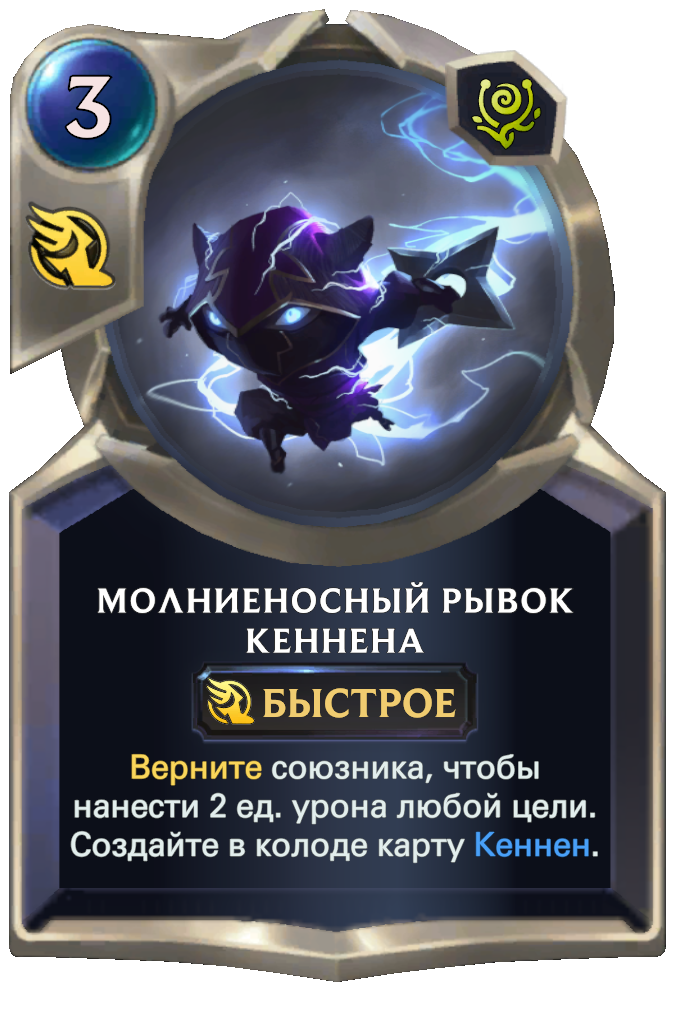 3
МОЛНИЕНОСНЫЙ РЫВОК
КЕННЕНА
БЫСТРОЕ
Верните союзника, чтобы
нанести 2 ед. урона любой цели.
Создайте в колоде карту Кеннен.